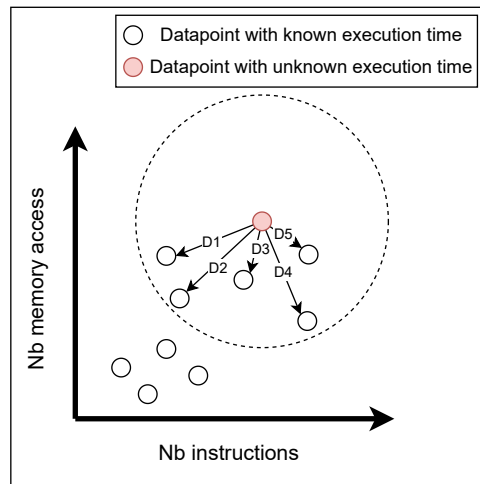 Datapoint with known execution time
Datapoint with unknown execution time
Nb memory access
D1
D2
D3
D4
D5
Nb instructions